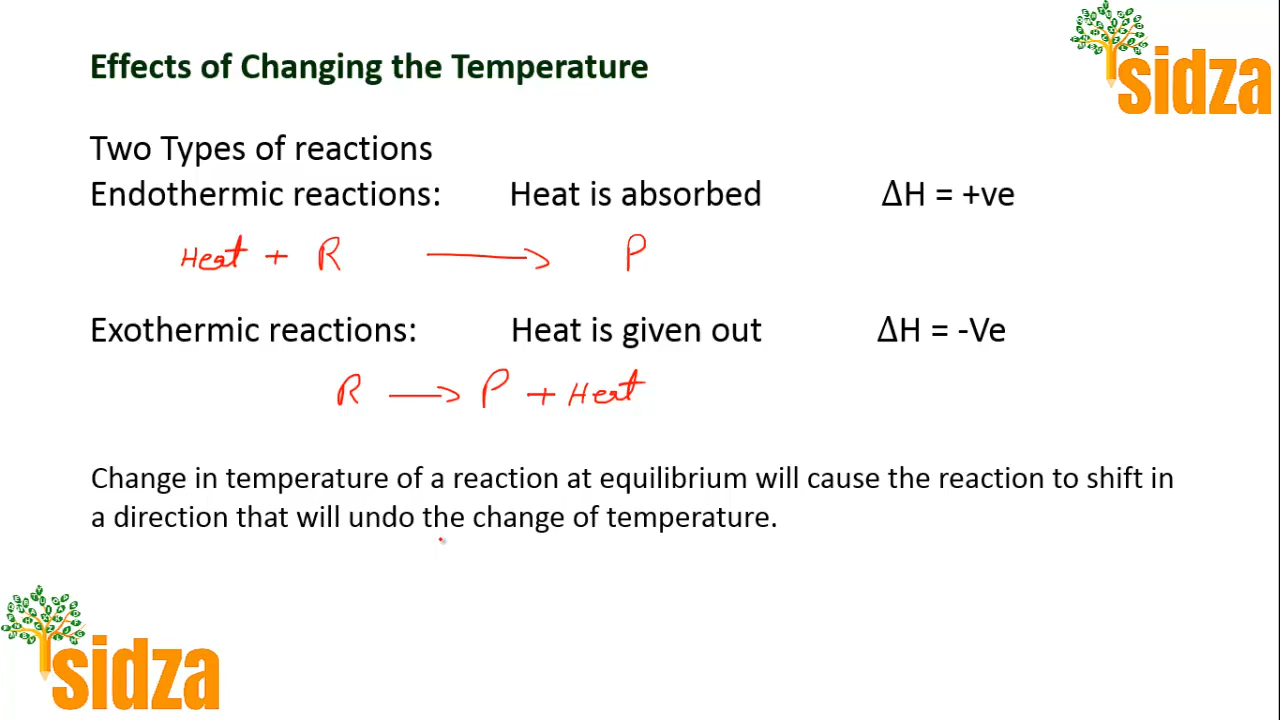 Effects of Changing the Temperature
sidza
Two Types of reactions
Endothermic reactions: Heat is absorbed ΔH = +ve
Heat + R → P
Exothermic reactions: Heat is given out ΔH = -Ve
R → P + Heat
Change in temperature of a reaction at equilibrium will cause the reaction to shift in
a direction that will undo the change of temperature.
sidza